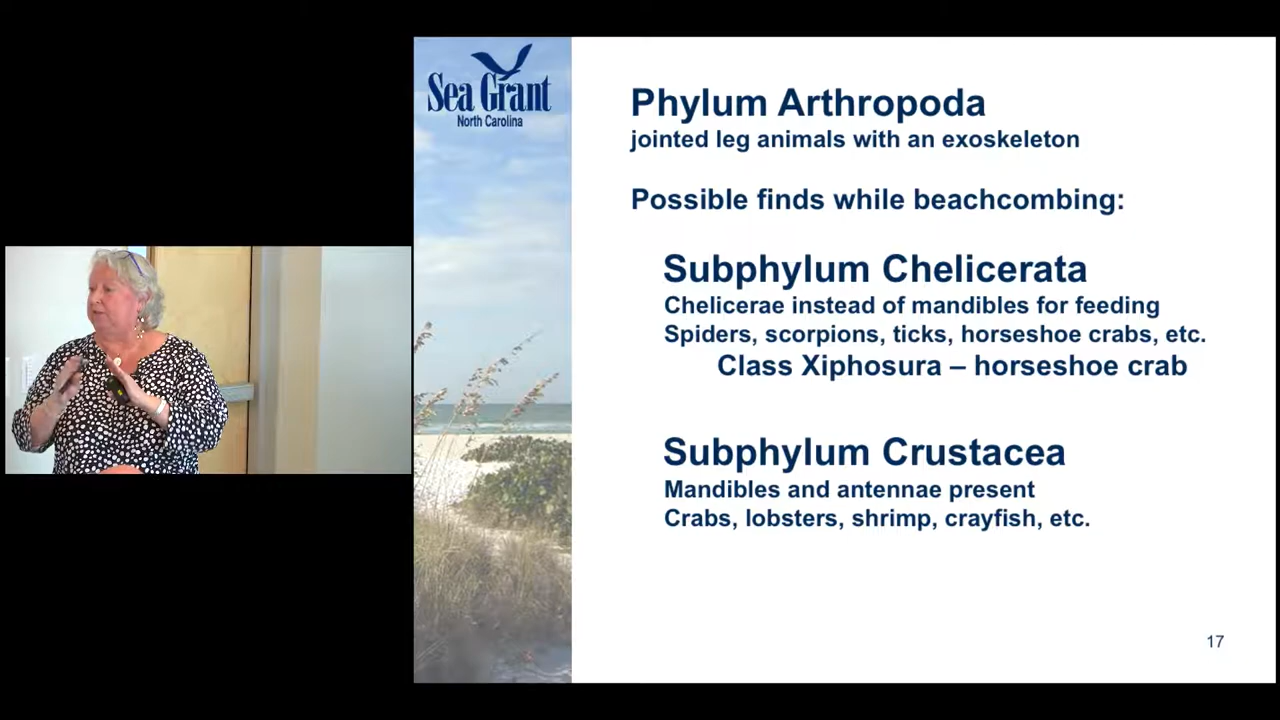 Sea Grant
North Carolina
Phylum Arthropoda
jointed leg animals with an exoskeleton
Possible finds while beachcombing:
Subphylum Chelicerata
Chelicerae instead of mandibles for feeding
Spiders, scorpions, ticks, horseshoe crabs, etc.
Class Xiphosura – horseshoe crab
Subphylum Crustacea
Mandibles and antennae present
Crabs, lobsters, shrimp, crayfish, etc.
17